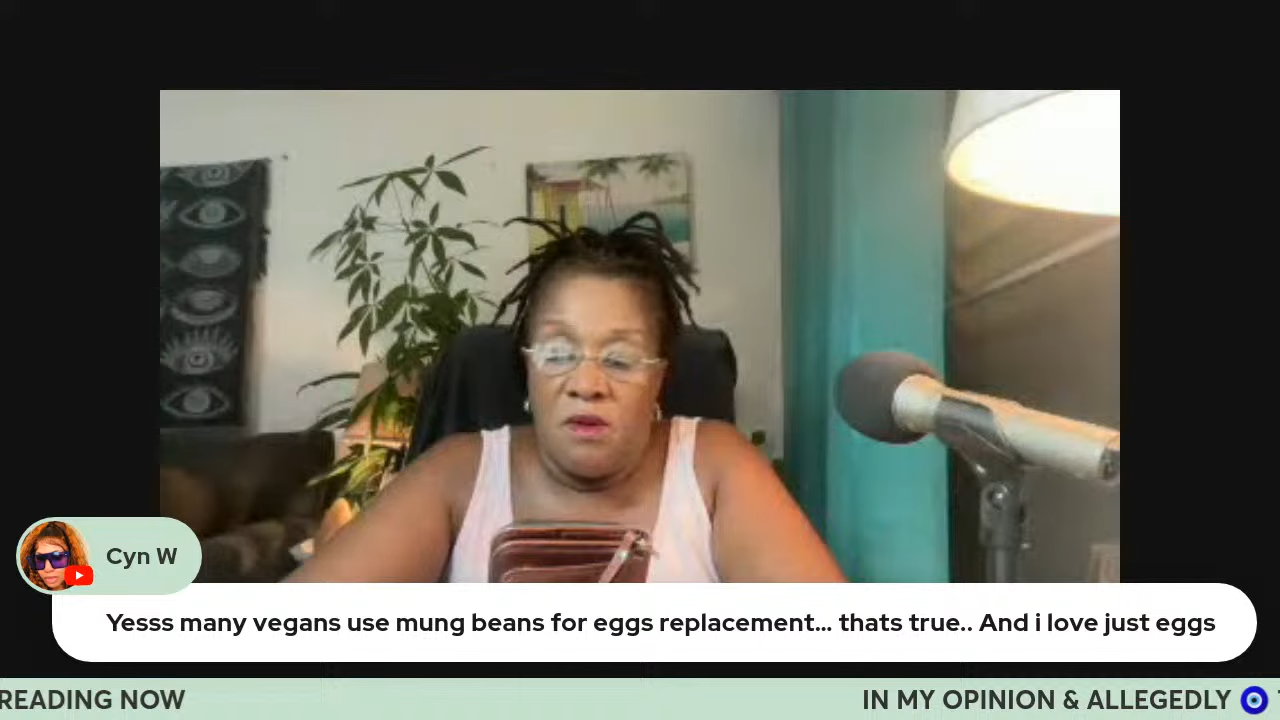 Cyn W
Yesss many vegans use mung beans for eggs replacement... thats true.. And i love just eggs
READING NOW
IN MY OPINION & ALLEGEDLY